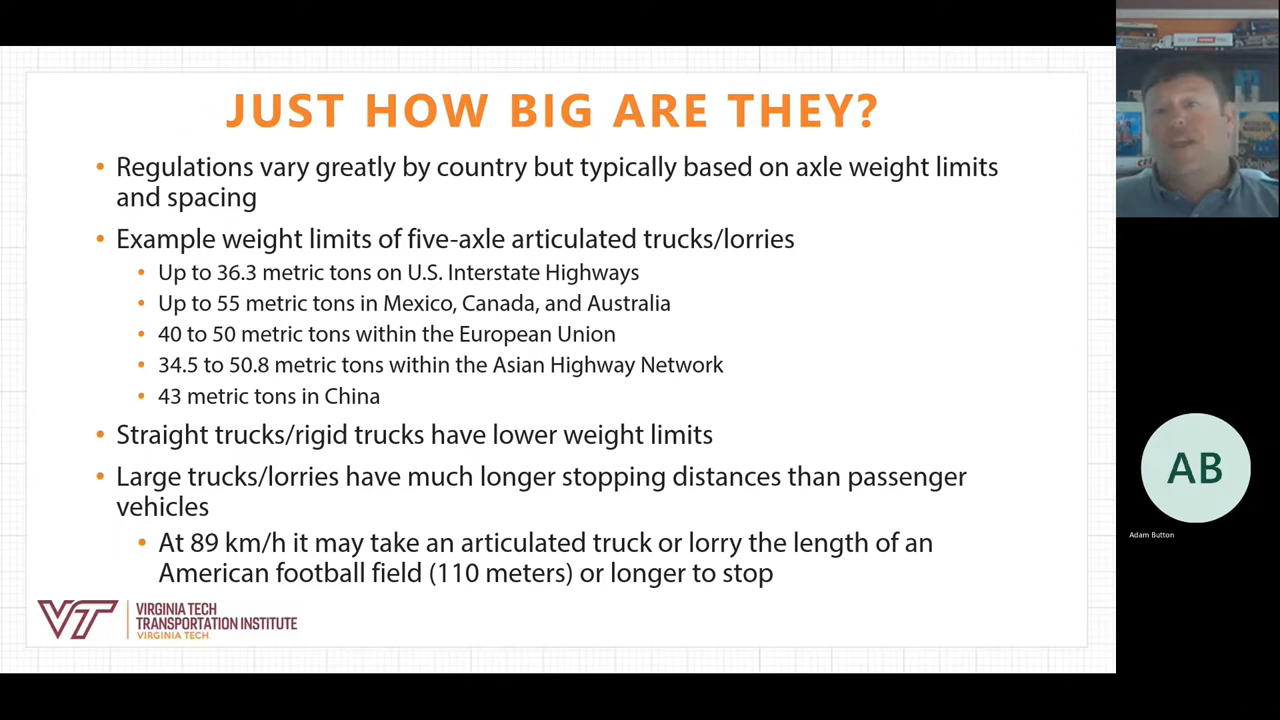 JUST HOW BIG ARE THEY?
• Regulations vary greatly by country but typically based on axle weight limits
and spacing
• Example weight limits of five-axle articulated trucks/lorries
• Up to 36.3 metric tons on U.S. Interstate Highways
• Up to 55 metric tons in Mexico, Canada, and Australia
• 40 to 50 metric tons within the European Union
• 34.5 to 50.8 metric tons within the Asian Highway Network
• 43 metric tons in China
• Straight trucks/rigid trucks have lower weight limits
• Large trucks/lorries have much longer stopping distances than passenger
vehicles
• At 89 km/h it may take an articulated truck or lorry the length of an
American football field (110 meters) or longer to stop
VT
VIRGINIA TECH
TRANSPORTATION INSTITUTE
VIRGINIA TECH
AB
Adam Button